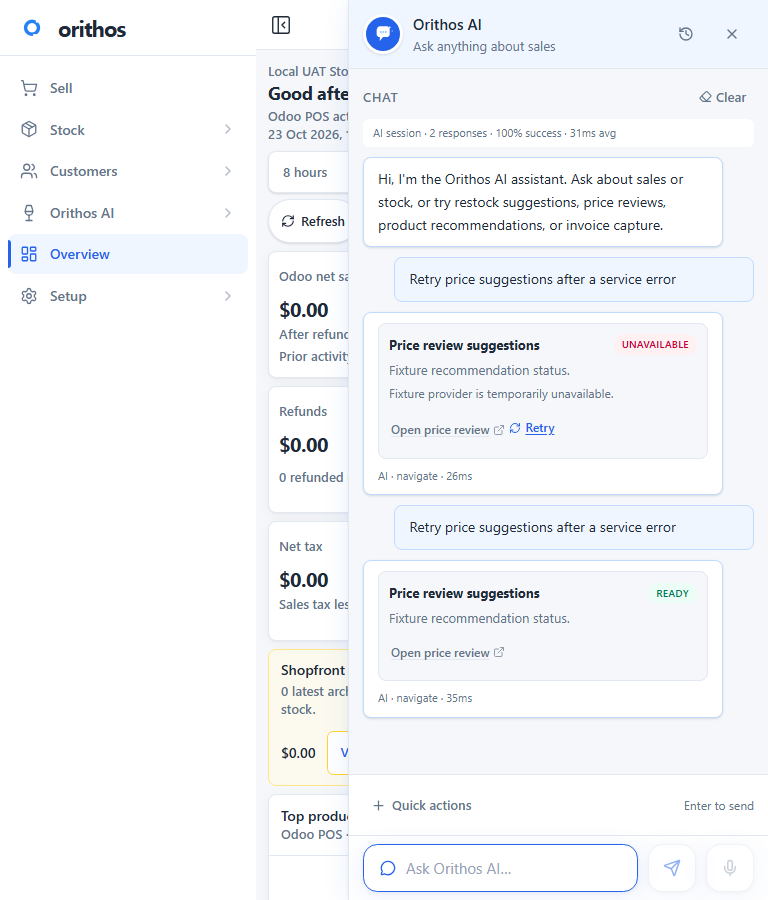 orithos
Sell
Stock
Customers
Orithos AI
Overview
Setup
Local UAT Sto
Good afte
Odoo POS act
23 Oct 2026,
8 hours
Refresh
Odoo net sa
$0.00
After refund
Prior activity
Refunds
$0.00
0 refunded
Net tax
$0.00
Sales tax les
Shopfront
0 latest arch
stock.
$0.00
V
Top produ
Odoo POS ·
Orithos AI
Ask anything about sales
CHAT
Clear
AI session · 2 responses · 100% success · 31ms avg
Hi, I'm the Orithos AI assistant. Ask about sales or
stock, or try restock suggestions, price reviews,
product recommendations, or invoice capture.
Retry price suggestions after a service error
Price review suggestions
UNAVAILABLE
Fixture recommendation status.
Fixture provider is temporarily unavailable.
Open price review
Retry
AI · navigate · 26ms
Retry price suggestions after a service error
Price review suggestions
READY
Fixture recommendation status.
Open price review
AI · navigate · 35ms
Quick actions
Enter to send
Ask Orithos AI...